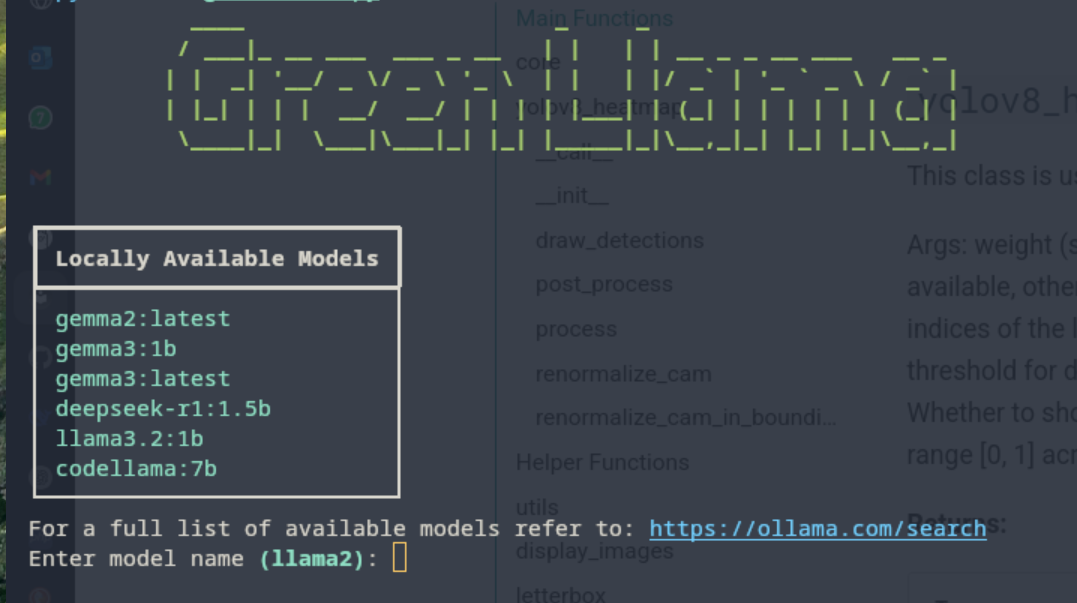 GreenLlama
Locally Available Models
gemma2:latest
gemma3:1b
gemma3:latest
deepseek-r1:1.5b
llama3.2:1b
codellama:7b
For a full list of available models refer to: https://ollama.com/search
Enter model name (llama2):
Main Functions
core
yolov8_heatmap
__call__
__init__
draw_detections
post_process
process
renormalize_cam
renormalize_cam_in_boundi...
Helper Functions
utils
display_images
letterbox
yolov8_h
This class is us
Args: weight (s
available, othe
indices of the l
threshold for d
Whether to sho
range [0, 1] acr
Returns: